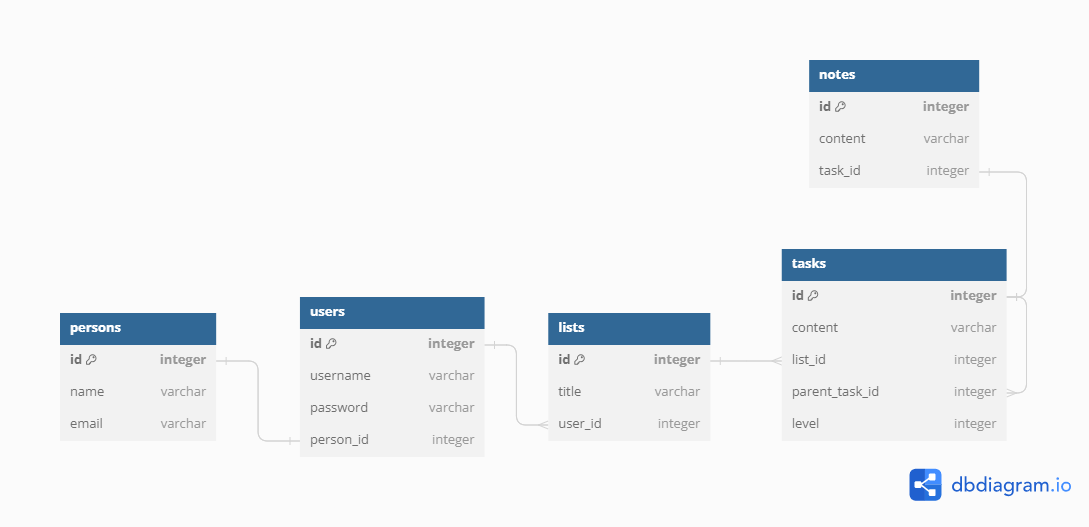 notes
id integer
content varchar
task_id integer
tasks
id integer
content varchar
list_id integer
parent_task_id integer
level integer
users
id integer
username varchar
password varchar
person_id integer
persons
id integer
name varchar
email varchar
lists
id integer
title varchar
user_id integer
dbdiagram.io